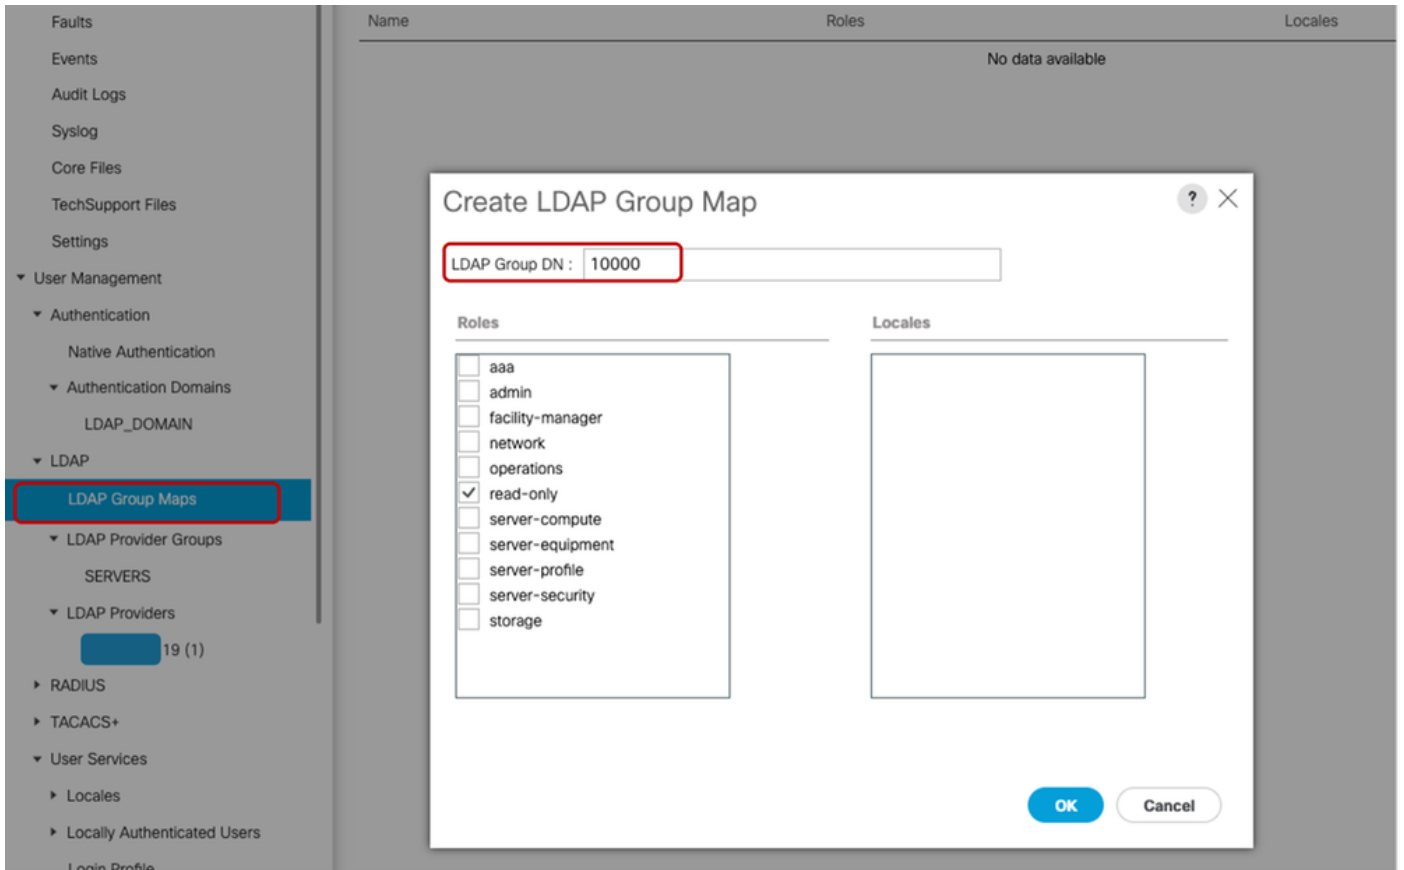 Faults
Events
Audit Logs
Syslog
Core Files
TechSupport Files
Settings
User Management
Authentication
Native Authentication
Authentication Domains
LDAP_DOMAIN
LDAP
LDAP Group Maps
LDAP Provider Groups
SERVERS
LDAP Providers
19 (1)
RADIUS
TACACS+
User Services
Locales
Locally Authenticated Users
Login Profile
Name Roles Locales
No data available
Create LDAP Group Map ?
LDAP Group DN : 10000
Roles Locales
aaa
admin
facility-manager
network
operations
read-only
server-compute
server-equipment
server-profile
server-security
storage
OK Cancel